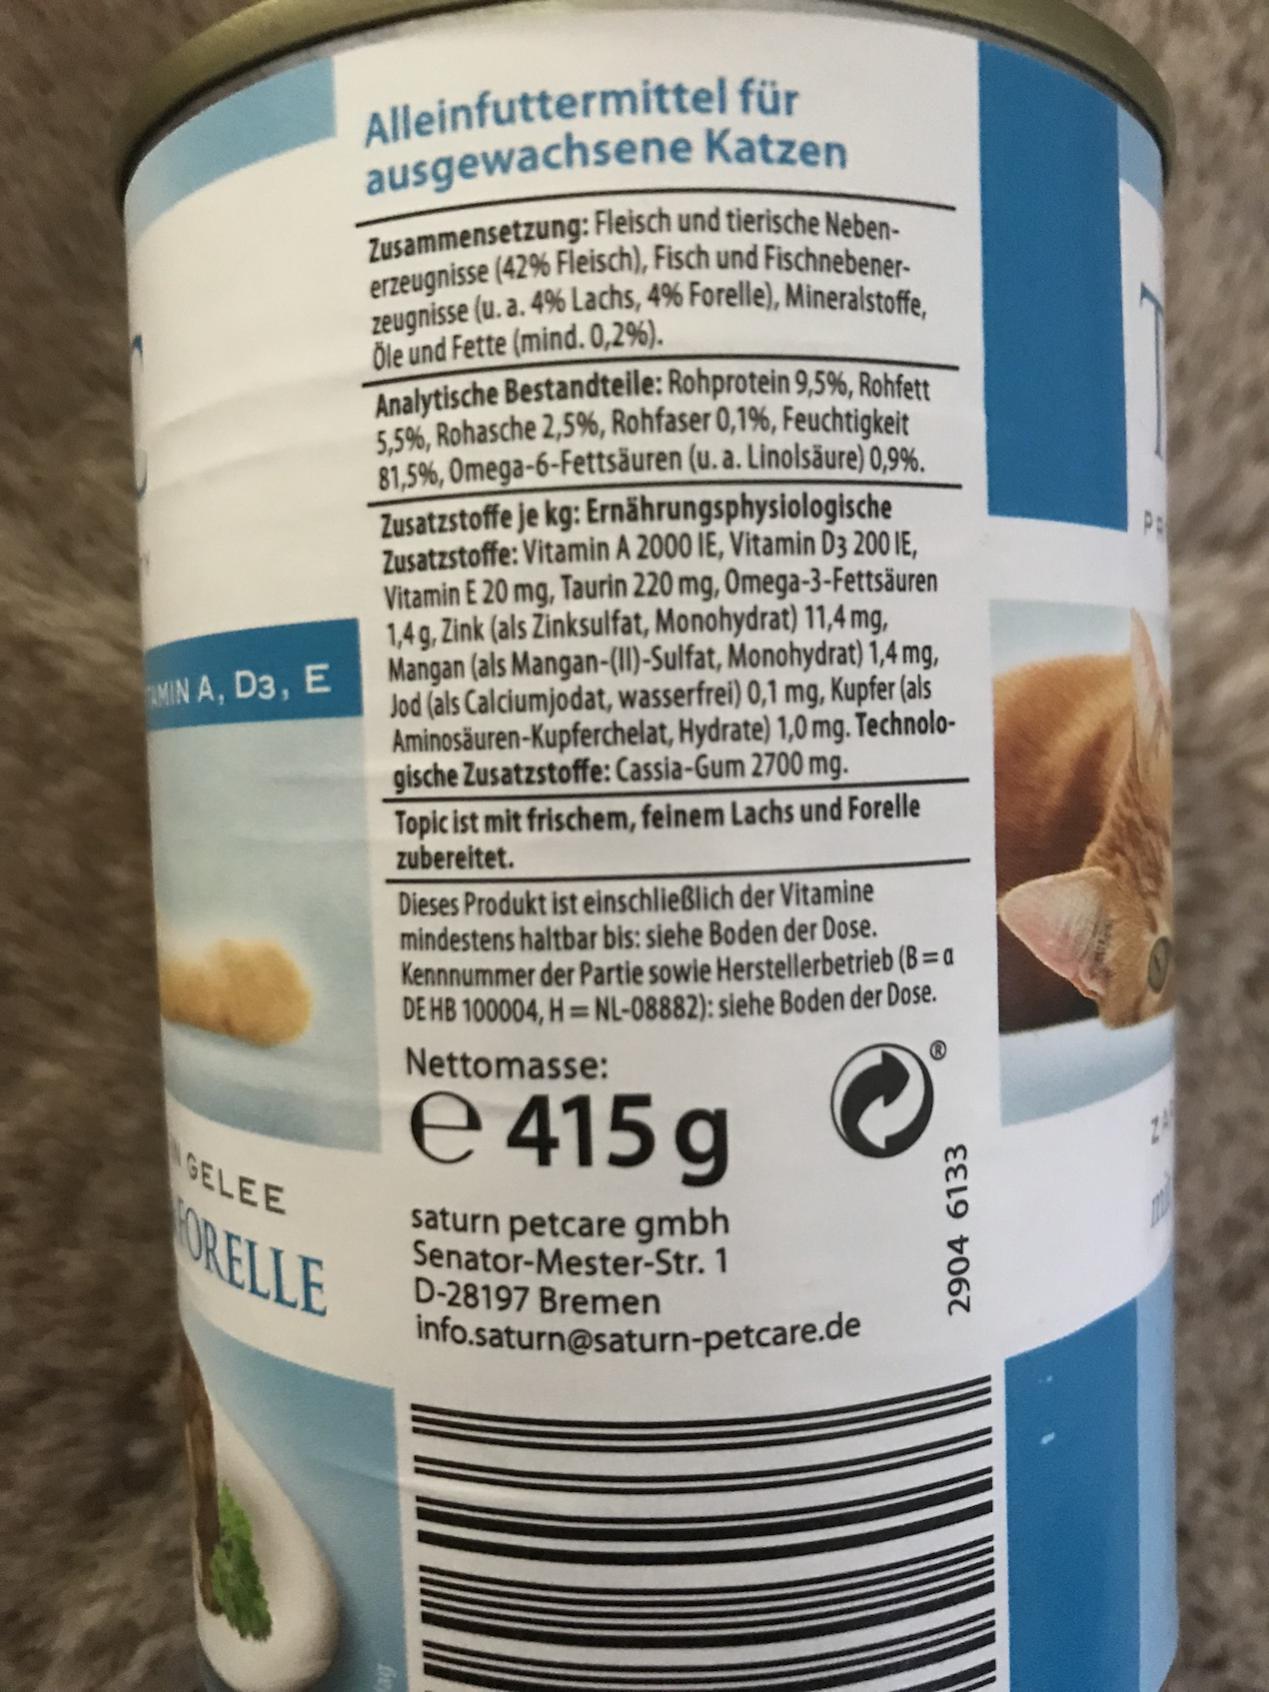 Alleinfuttermittel für
ausgewachsene Katzen
Zusammensetzung: Fleisch und tierische Neben-
erzeugnisse (42% Fleisch), Fisch und Fischnebener-
zeugnisse (u. a. 4% Lachs, 4% Forelle), Mineralstoffe,
Öle und Fette (mind. 0,2%).
Analytische Bestandteile: Rohprotein 9,5%, Rohfett
5,5%, Rohasche 2,5%, Rohfaser 0,1%, Feuchtigkeit
81,5%, Omega-6-Fettsäuren (u. a. Linolsäure) 0,9%.
Zusatzstoffe je kg: Ernährungsphysiologische
Zusatzstoffe: Vitamin A 2000 IE, Vitamin D3 200 IE,
Vitamin E 20 mg, Taurin 220 mg, Omega-3-Fettsäuren
1,4 g, Zink (als Zinksulfat, Monohydrat) 11,4 mg,
Mangan (als Mangan-(II)-Sulfat, Monohydrat) 1,4 mg,
Jod (als Calciumjodat, wasserfrei) 0,1 mg, Kupfer (als
Aminosäuren-Kupferchelat, Hydrate) 1,0 mg. Technolo-
gische Zusatzstoffe: Cassia-Gum 2700 mg.
Topic ist mit frischem, feinem Lachs und Forelle
zubereitet.
Dieses Produkt ist einschließlich der Vitamine
mindestens haltbar bis: siehe Boden der Dose.
Kennnummer der Partie sowie Herstellerbetrieb (B = α
DE HB 100004, H = NL-08882): siehe Boden der Dose.
Nettomasse:
℮ 415 g
®
saturn petcare gmbh
Senator-Mester-Str. 1
D-28197 Bremen
info.saturn@saturn-petcare.de
2904 6133
AMIN A, D3, E
N GELEE
FORELLE